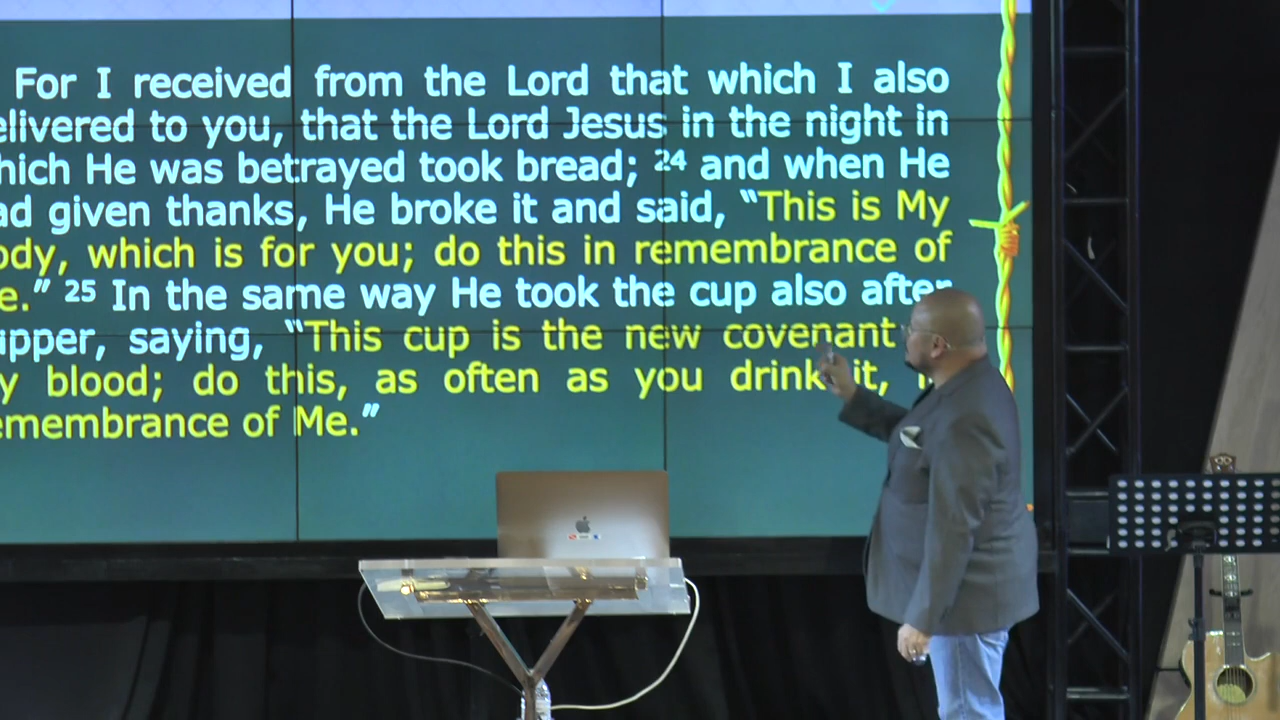 For I received from the Lord that which I also
elivered to you, that the Lord Jesus in the night in
hich He was betrayed took bread; 24 and when He
ad given thanks, He broke it and said, “This is My
ody, which is for you; do this in remembrance of
e.” 25 In the same way He took the cup also after
upper, saying, “This cup is the new covenant
y blood; do this, as often as you drink it,
emembrance of Me.”